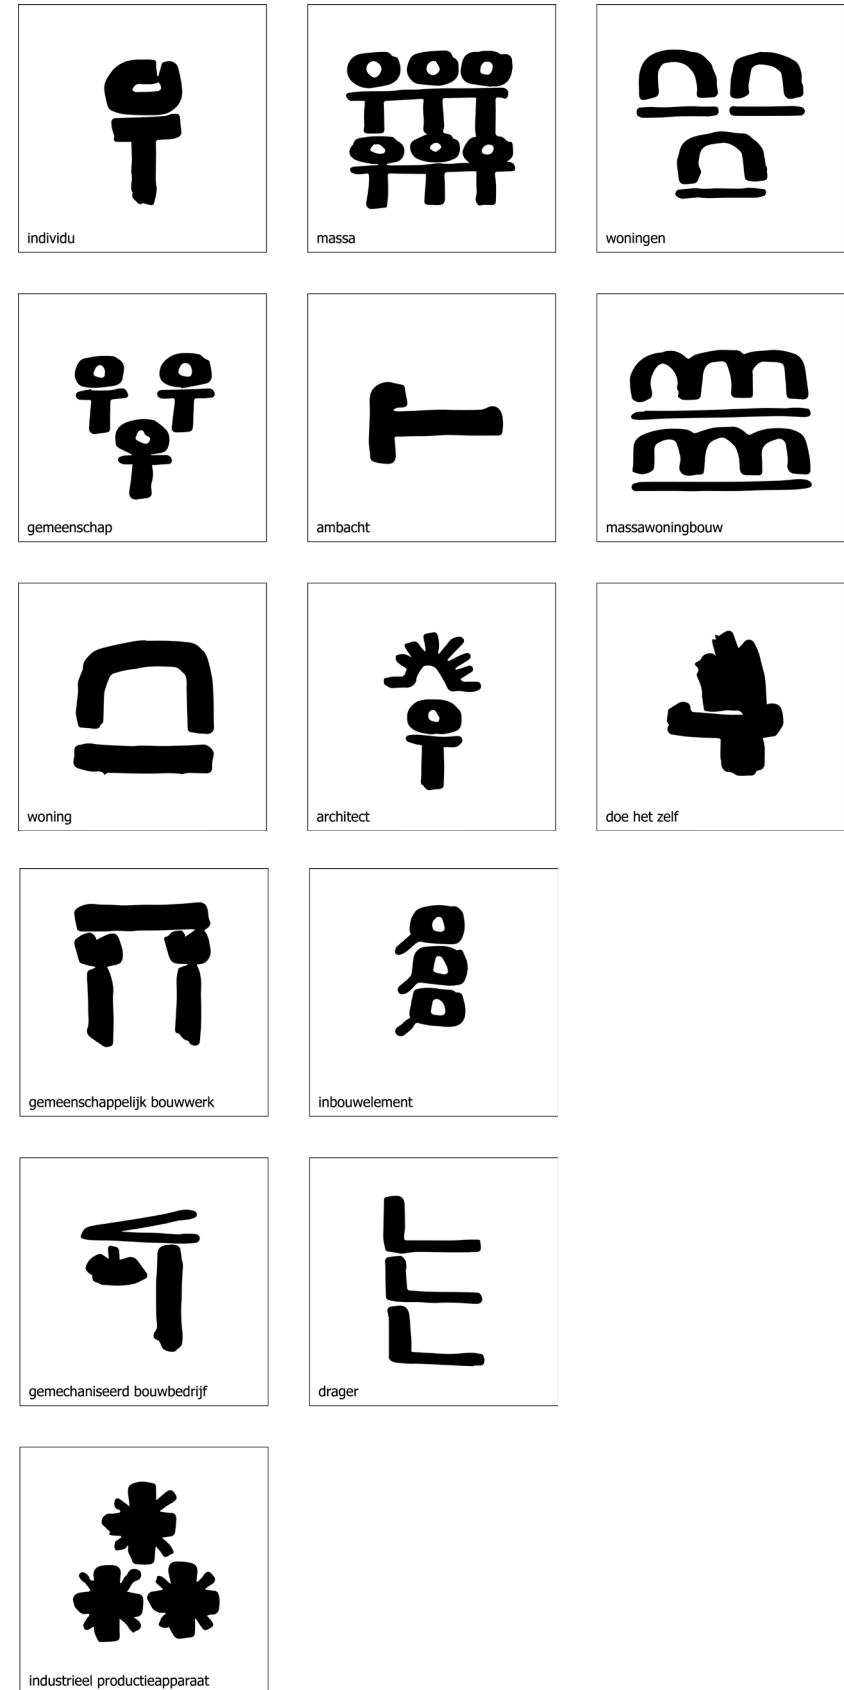 individu
massa
woningen
gemeenschap
ambacht
massawoningbouw
woning
architect
doe het zelf
gemeenschappelijk bouwwerk
inbouwelement
gemechaniseerd bouwbedrijf
drager
industrieel productieapparaat